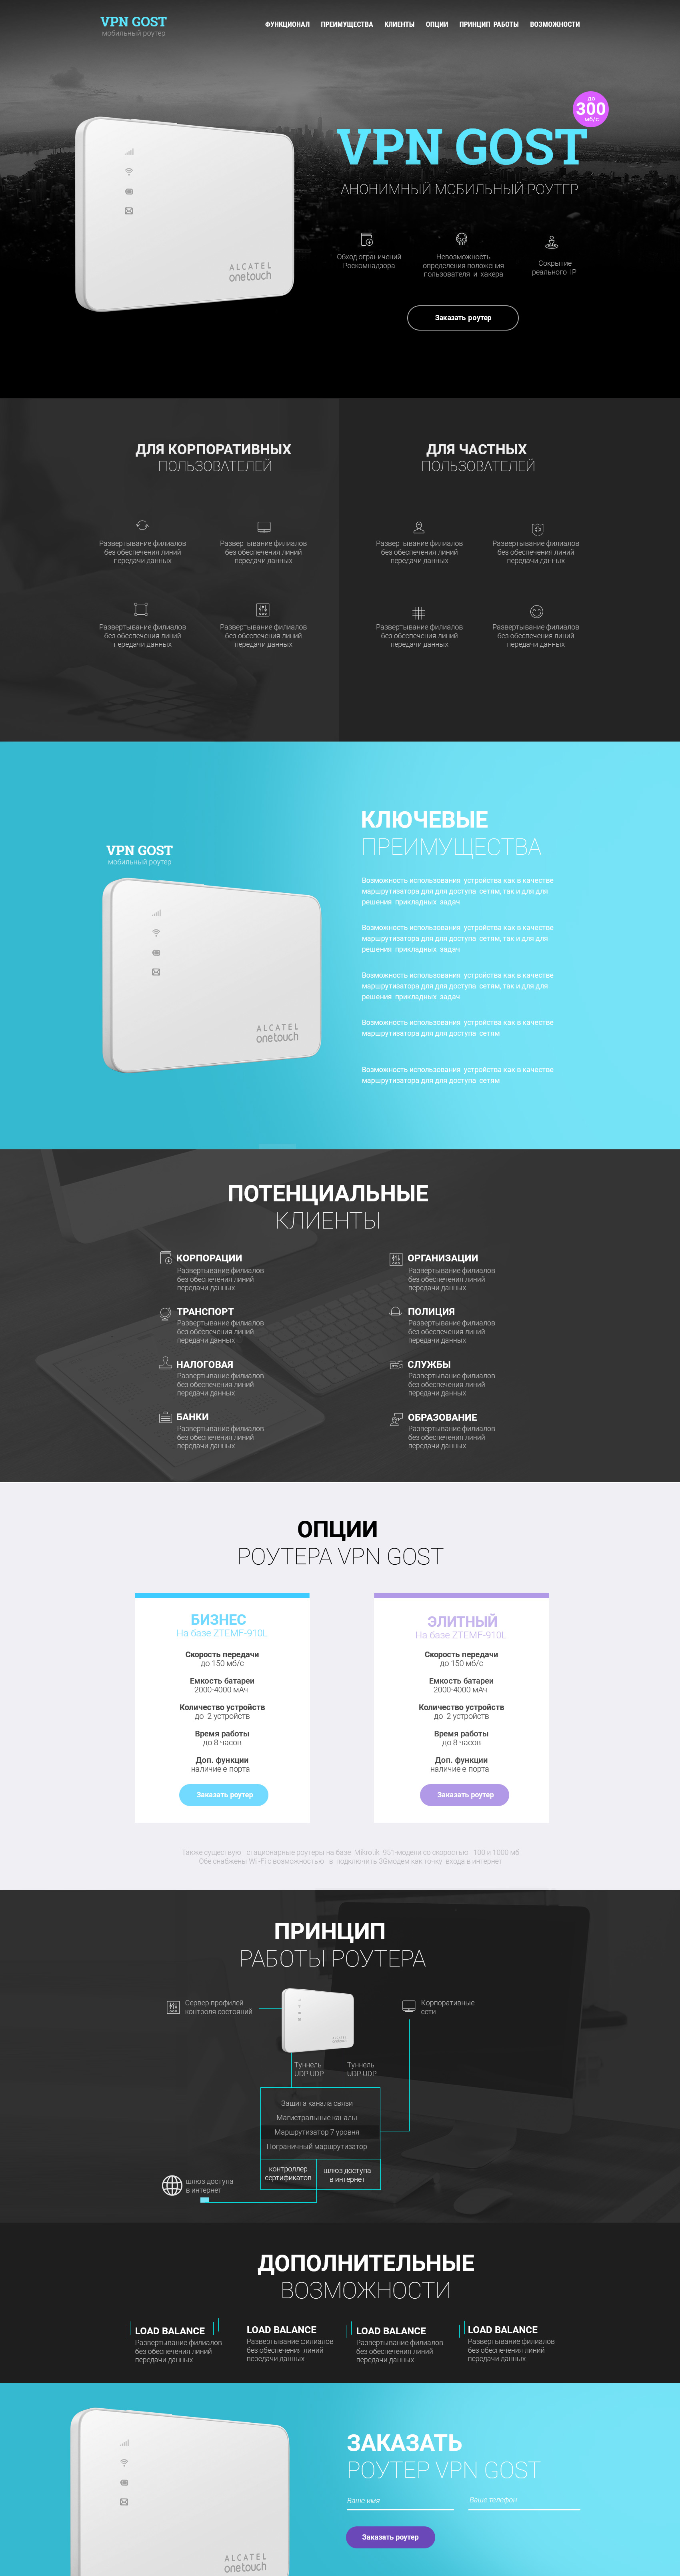 VPN GOST
мобильный роутер
ФУНКЦИОНАЛ ПРЕИМУЩЕСТВА КЛИЕНТЫ ОПЦИИ ПРИНЦИП РАБОТЫ ВОЗМОЖНОСТИ
до
300
мб/с
VPN GOST
АНОНИМНЫЙ МОБИЛЬНЫЙ РОУТЕР
ALCATEL
onetouch
Обход ограничений
Роскомнадзора
Невозможность
определения положения
пользователя и хакера
Сокрытие
реального IP
Заказать роутер
ДЛЯ КОРПОРАТИВНЫХ
ПОЛЬЗОВАТЕЛЕЙ
Развертывание филиалов
без обеспечения линий
передачи данных
Развертывание филиалов
без обеспечения линий
передачи данных
Развертывание филиалов
без обеспечения линий
передачи данных
Развертывание филиалов
без обеспечения линий
передачи данных
ДЛЯ ЧАСТНЫХ
ПОЛЬЗОВАТЕЛЕЙ
Развертывание филиалов
без обеспечения линий
передачи данных
Развертывание филиалов
без обеспечения линий
передачи данных
Развертывание филиалов
без обеспечения линий
передачи данных
Развертывание филиалов
без обеспечения линий
передачи данных
VPN GOST
мобильный роутер
ALCATEL
onetouch
КЛЮЧЕВЫЕ
ПРЕИМУЩЕСТВА
Возможность использования устройства как в качестве
маршрутизатора для для доступа сетям, так и для для
решения прикладных задач
Возможность использования устройства как в качестве
маршрутизатора для для доступа сетям, так и для для
решения прикладных задач
Возможность использования устройства как в качестве
маршрутизатора для для доступа сетям, так и для для
решения прикладных задач
Возможность использования устройства как в качестве
маршрутизатора для для доступа сетям
Возможность использования устройства как в качестве
маршрутизатора для для доступа сетям
ПОТЕНЦИАЛЬНЫЕ
КЛИЕНТЫ
КОРПОРАЦИИ
Развертывание филиалов
без обеспечения линий
передачи данных
ОРГАНИЗАЦИИ
Развертывание филиалов
без обеспечения линий
передачи данных
ТРАНСПОРТ
Развертывание филиалов
без обеспечения линий
передачи данных
ПОЛИЦИЯ
Развертывание филиалов
без обеспечения линий
передачи данных
НАЛОГОВАЯ
Развертывание филиалов
без обеспечения линий
передачи данных
СЛУЖБЫ
Развертывание филиалов
без обеспечения линий
передачи данных
БАНКИ
Развертывание филиалов
без обеспечения линий
передачи данных
ОБРАЗОВАНИЕ
Развертывание филиалов
без обеспечения линий
передачи данных
ОПЦИИ
РОУТЕРА VPN GOST
БИЗНЕС
На базе ZTEMF-910L
Скорость передачи
до 150 мб/с
Емкость батареи
2000-4000 мАч
Количество устройств
до 2 устройств
Время работы
до 8 часов
Доп. функции
наличие е-порта
Заказать роутер
ЭЛИТНЫЙ
На базе ZTEMF-910L
Скорость передачи
до 150 мб/с
Емкость батареи
2000-4000 мАч
Количество устройств
до 2 устройств
Время работы
до 8 часов
Доп. функции
наличие е-порта
Заказать роутер
Также существуют стационарные роутеры на базе Mikrotik 951-модели со скоростью 100 и 1000 мб
Обе снабжены Wi-Fi с возможностью в подключить 3Gмодем как точку входа в интернет
ПРИНЦИП
РАБОТЫ РОУТЕРА
Сервер профилей
контроля состояний
Корпоративные
сети
Туннель
UDP UDP
Туннель
UDP UDP
Защита канала связи
Магистральные каналы
Маршрутизатор 7 уровня
Пограничный маршрутизатор
контроллер
сертификатов
шлюз доступа
в интернет
шлюз доступа
в интернет
ДОПОЛНИТЕЛЬНЫЕ
ВОЗМОЖНОСТИ
LOAD BALANCE
Развертывание филиалов
без обеспечения линий
передачи данных
LOAD BALANCE
Развертывание филиалов
без обеспечения линий
передачи данных
LOAD BALANCE
Развертывание филиалов
без обеспечения линий
передачи данных
LOAD BALANCE
Развертывание филиалов
без обеспечения линий
передачи данных
ALCATEL
onetouch
ЗАКАЗАТЬ
РОУТЕР VPN GOST
Ваше имя
Ваше телефон
Заказать роутер